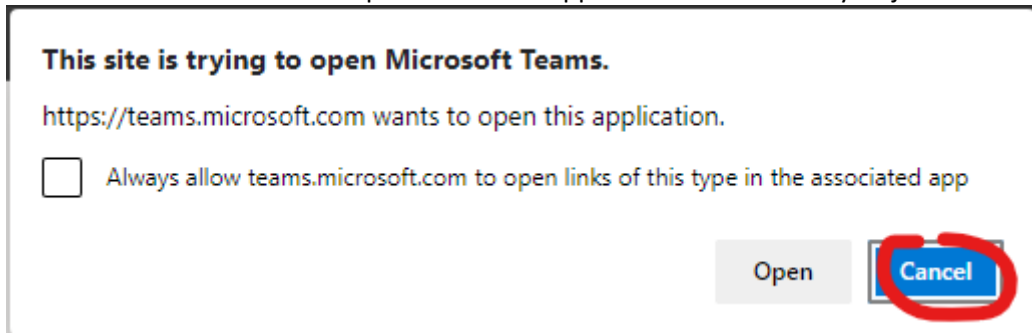 This site is trying to open Microsoft Teams.
https://teams.microsoft.com wants to open this application.
Always allow teams.microsoft.com to open links of this type in the associated app
Open Cancel